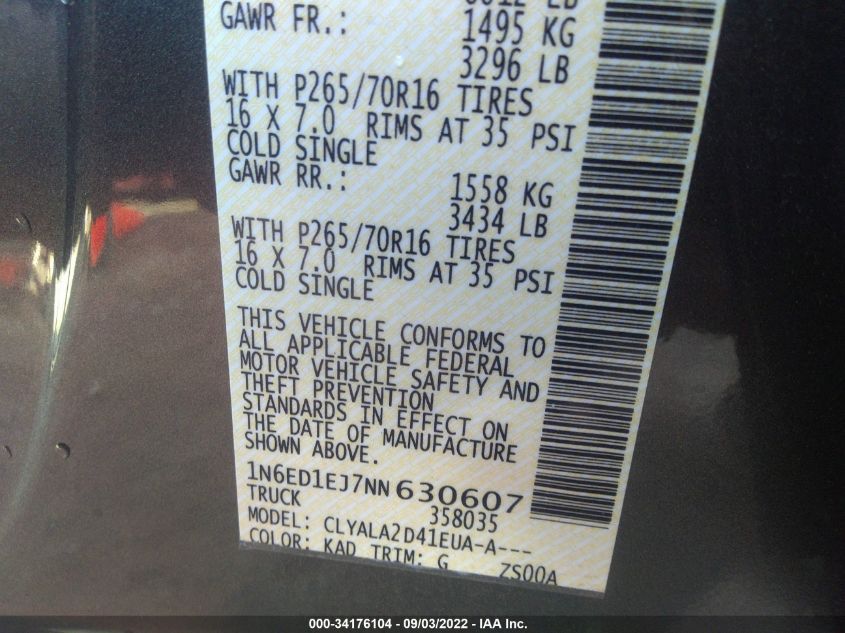 GAWR FR.: 1495 KG
3296 LB
WITH P265/70R16 TIRES
16 X 7.0 RIMS AT 35 PSI
COLD SINGLE
GAWR RR.: 1558 KG
3434 LB
WITH P265/70R16 TIRES
16 X 7.0 RIMS AT 35 PSI
COLD SINGLE
THIS VEHICLE CONFORMS TO
ALL APPLICABLE FEDERAL
MOTOR VEHICLE SAFETY AND
THEFT PREVENTION
STANDARDS IN EFFECT ON
THE DATE OF MANUFACTURE
SHOWN ABOVE.
1N6ED1EJ7NN630607
TRUCK 358035
MODEL: CLYALA2D41EUA-A---
COLOR: KAD TRIM: G ZS00A
000-34176104 - 09/03/2022 - IAA Inc.